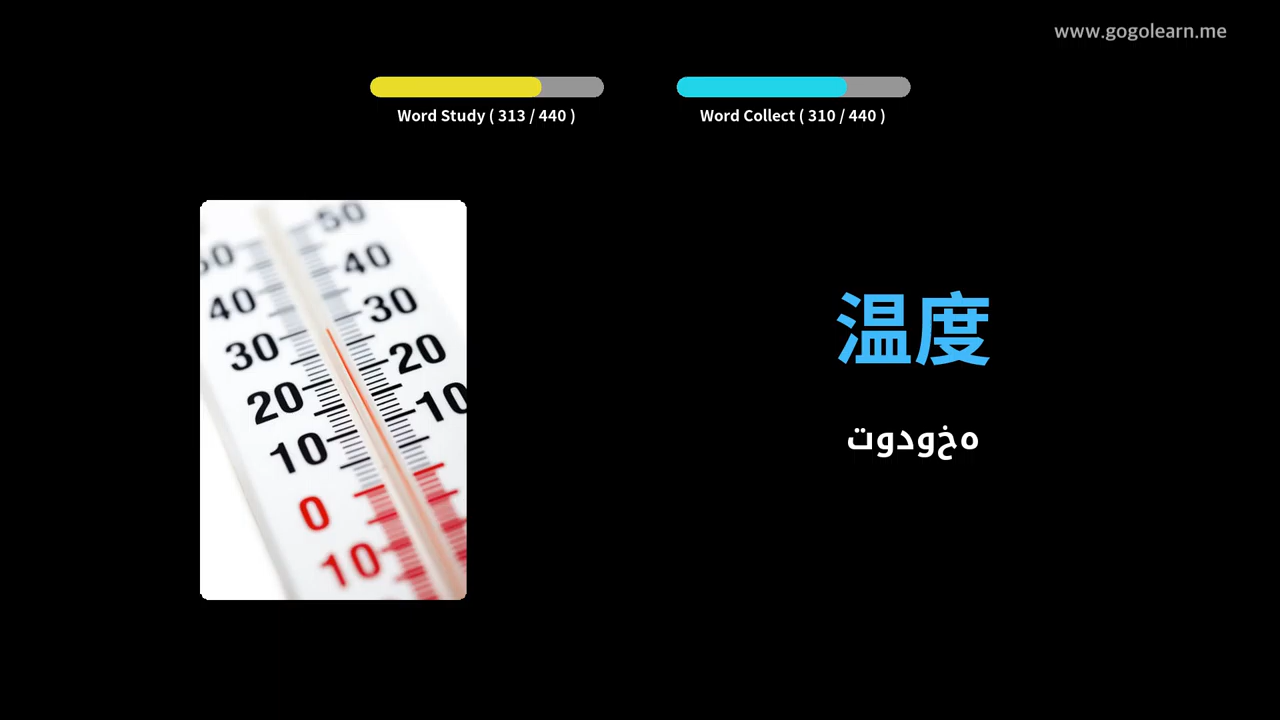 www.gogolearn.me
Word Study ( 313 / 440 )
Word Collect ( 310 / 440 )
50
50 40
40 30
30 20
20 10
10
0
10
温度
ەخودوت